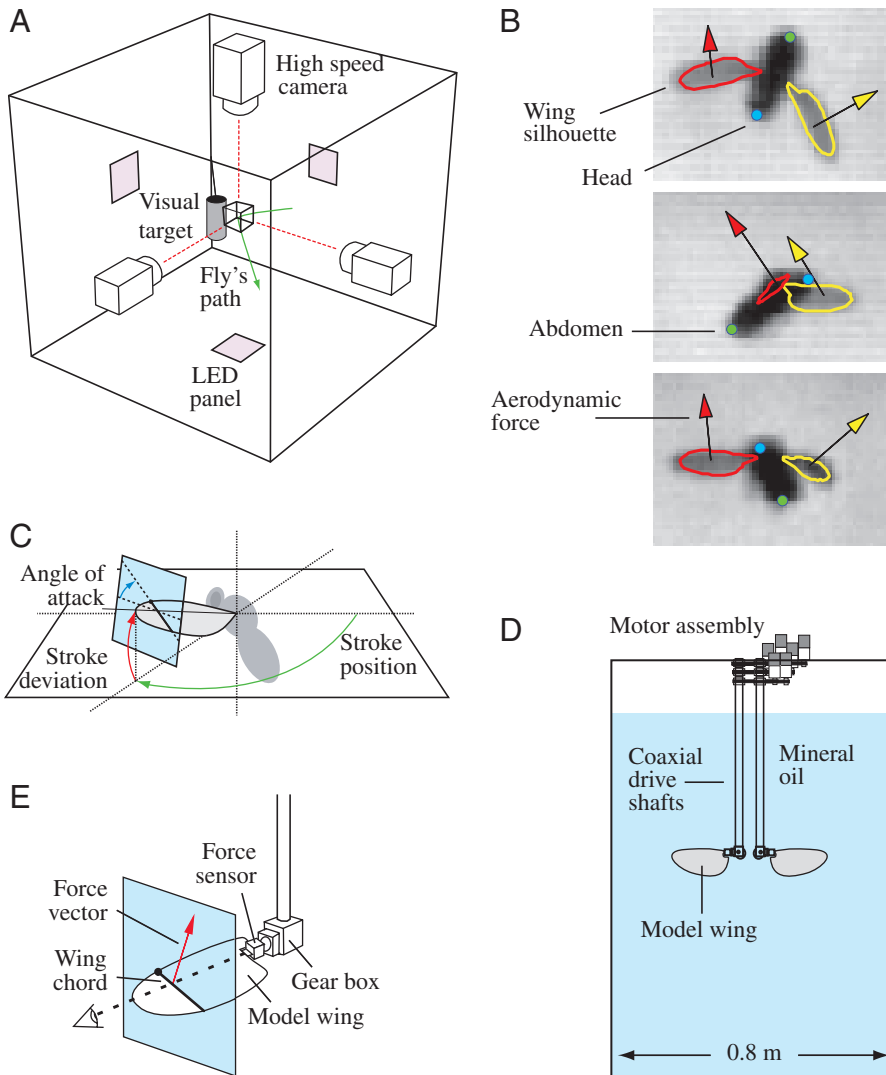 A
High speed
camera
Visual
target
Fly's
path
LED
panel
B
Wing
silhouette
Head
Abdomen
Aerodynamic
force
C
Angle of
attack
Stroke
deviation
Stroke
position
D
Motor assembly
Coaxial
drive
shafts
Mineral
oil
Model wing
0.8 m
E
Force
sensor
Force
vector
Wing
chord
Gear box
Model wing